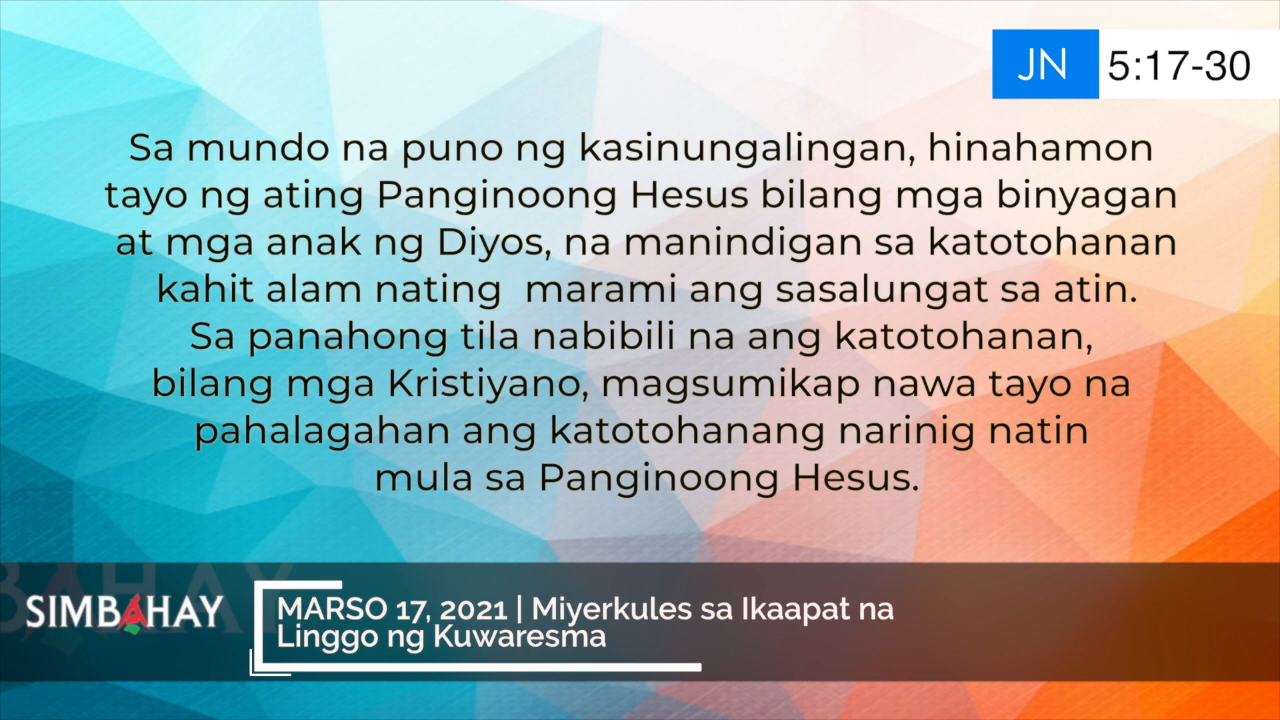 JN 5:17-30
Sa mundo na puno ng kasinungalingan, hinahamon
tayo ng ating Panginoong Hesus bilang mga binyagan
at mga anak ng Diyos, na manindigan sa katotohanan
kahit alam nating  marami ang sasalungat sa atin.
Sa panahong tila nabibili na ang katotohanan,
bilang mga Kristiyano, magsumikap nawa tayo na
pahalagahan ang katotohanang narinig natin
mula sa Panginoong Hesus.
SIMBAHAY
MARSO 17, 2021 | Miyerkules sa Ikaapat na
Linggo ng Kuwaresma